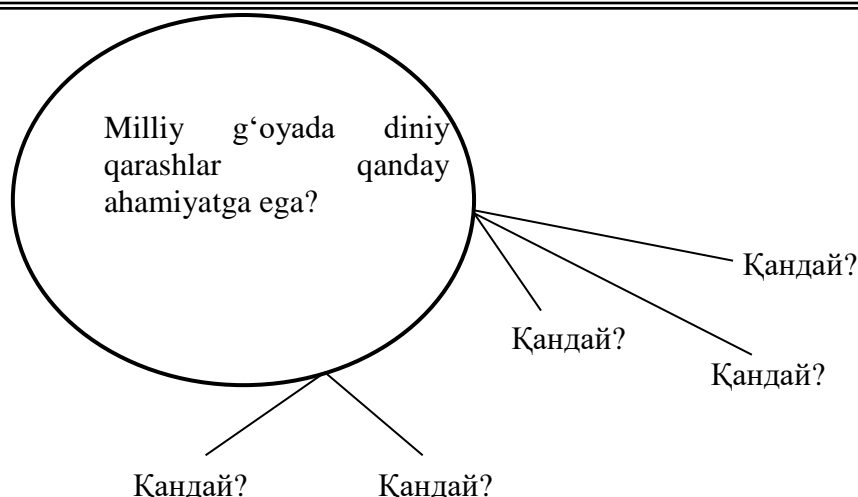 Milliy g‘oyada diniy
qarashlar qanday
ahamiyatga ega?
Қандай?
Қандай?
Қандай?
Қандай? Қандай?